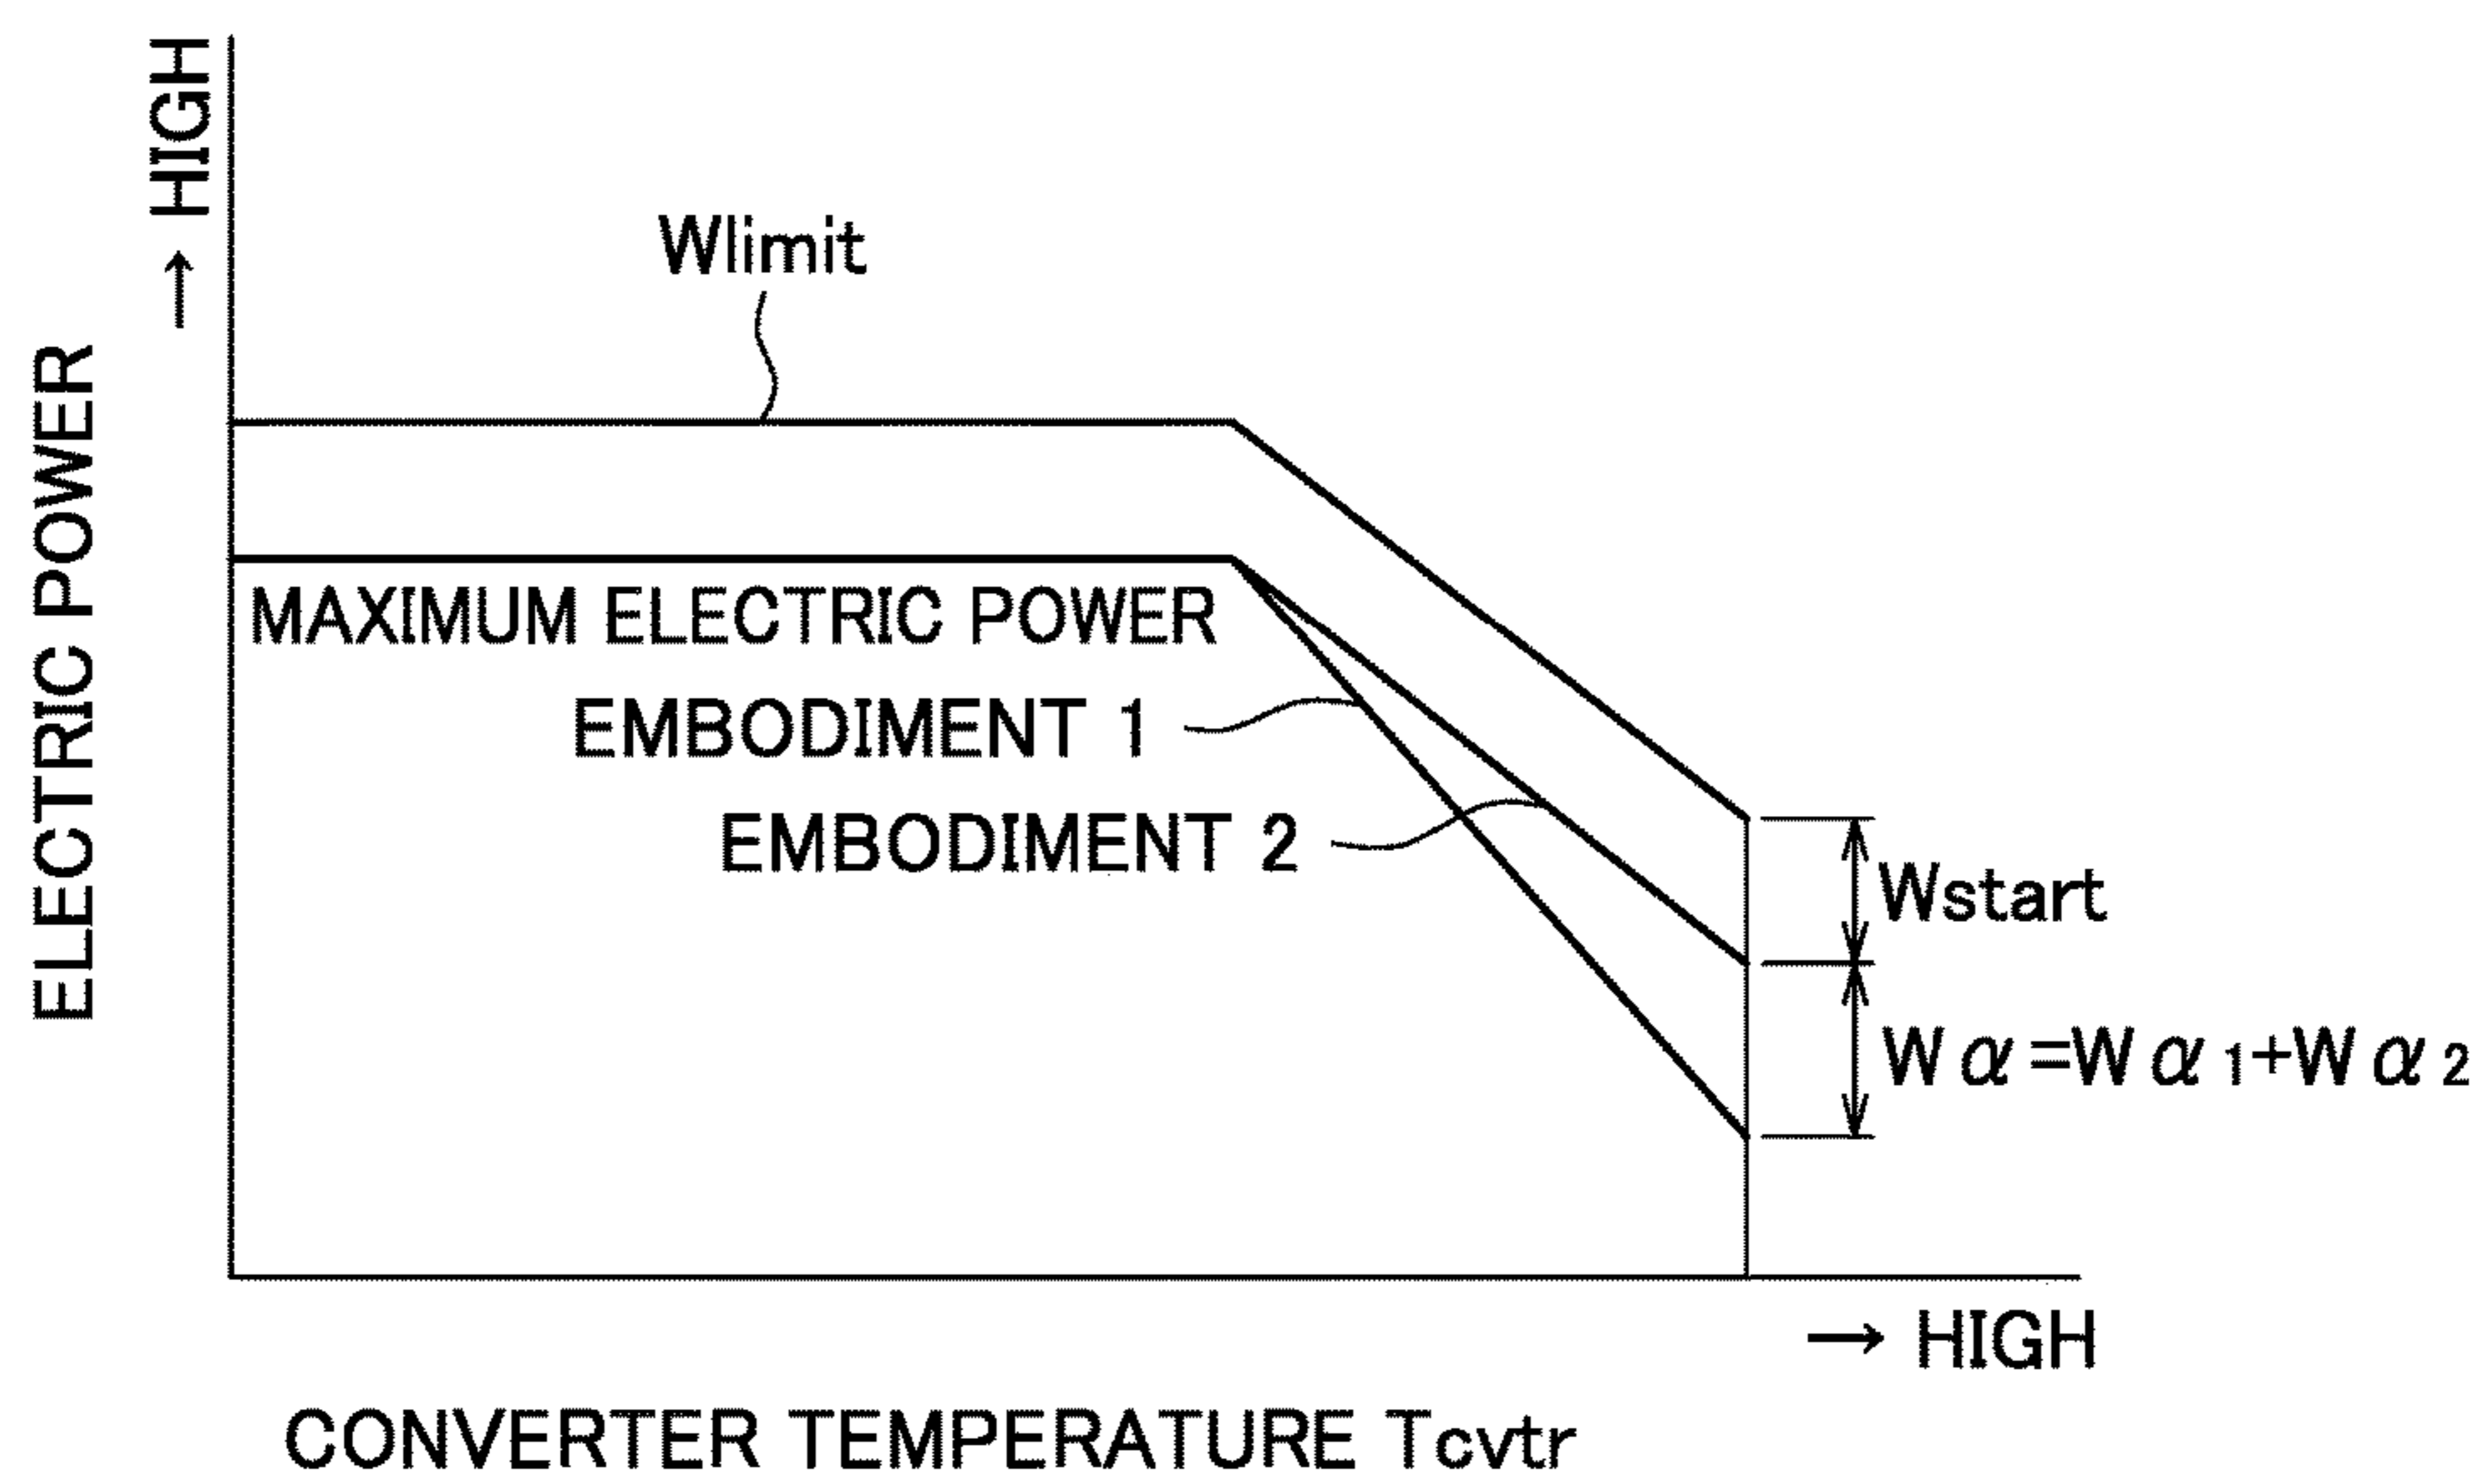 → HIGH
ELECTRIC POWER
Wlimit
MAXIMUM ELECTRIC POWER
EMBODIMENT 1
EMBODIMENT 2
Wstart
Wα=Wα1+Wα2
→ HIGH
CONVERTER TEMPERATURE Tcvtr